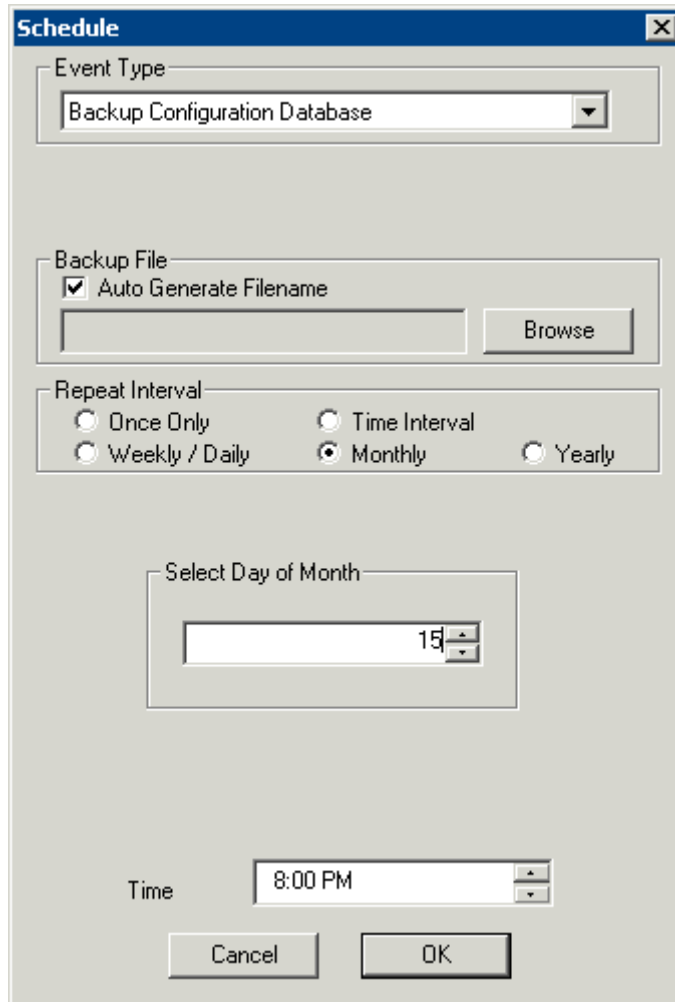 Schedule
Event Type
Backup Configuration Database
Backup File
Auto Generate Filename
Browse
Repeat Interval
Once Only Time Interval
Weekly / Daily Monthly Yearly
Select Day of Month
15
Time 8:00 PM
Cancel OK